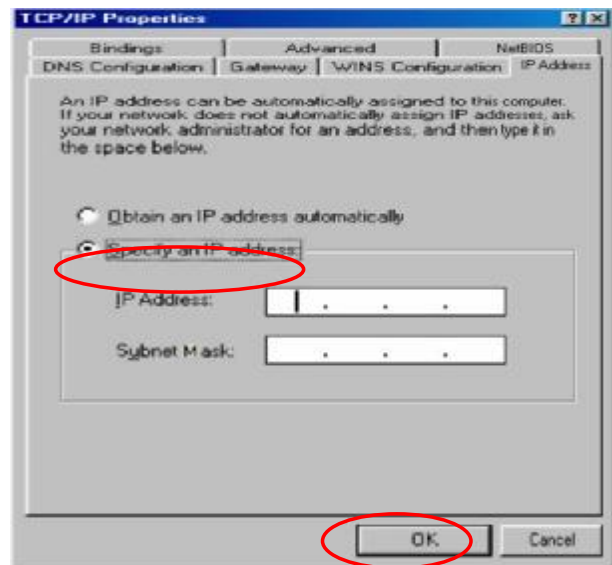 TCP/IP Properties
Bindings Advanced NetBIOS
DNS Configuration Gateway WINS Configuration IP Address
An IP address can be automatically assigned to this computer.
If your network does not automatically assign IP addresses, ask
your network administrator for an address, and then type it in
the space below.
Obtain an IP address automatically
Specify an IP address:
IP Address:
Subnet Mask:
OK Cancel